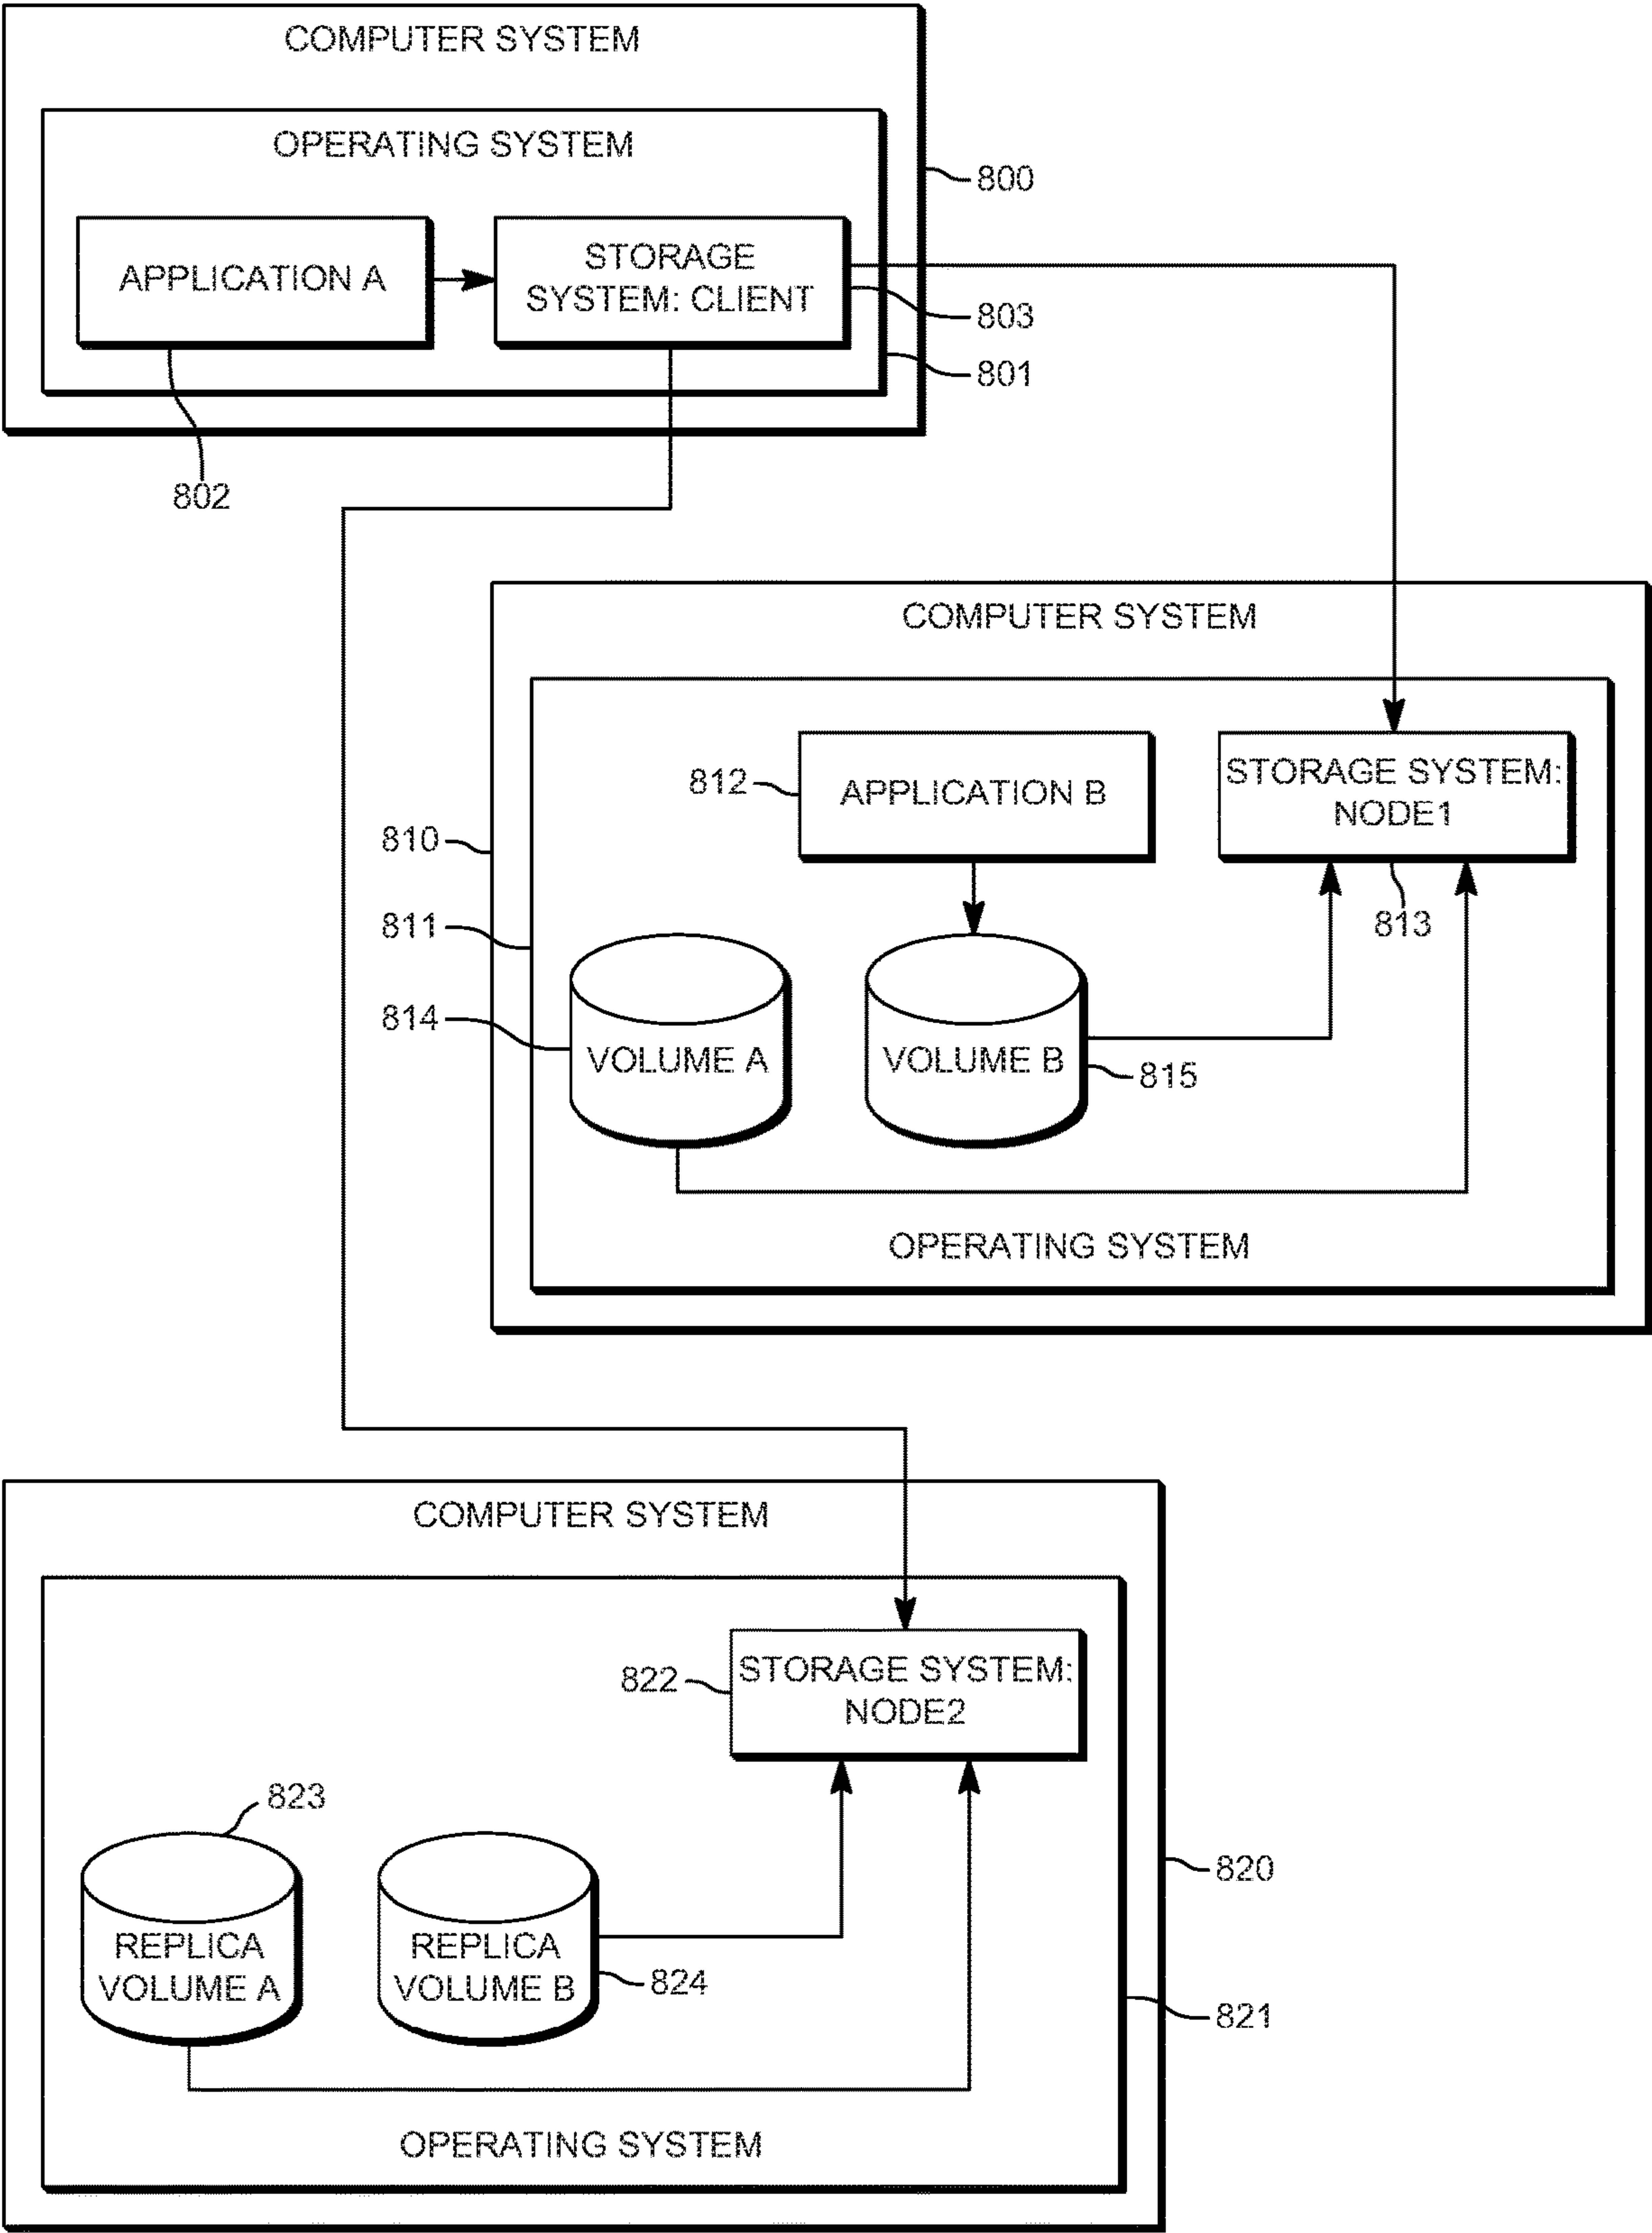 COMPUTER SYSTEM
OPERATING SYSTEM
800
APPLICATION A
STORAGE
SYSTEM: CLIENT
803
801
802
COMPUTER SYSTEM
812
APPLICATION B
STORAGE SYSTEM:
NODE1
810
811
813
814
VOLUME A
VOLUME B
815
OPERATING SYSTEM
COMPUTER SYSTEM
822
STORAGE SYSTEM:
NODE2
823
820
REPLICA
VOLUME A
REPLICA
VOLUME B
824
821
OPERATING SYSTEM